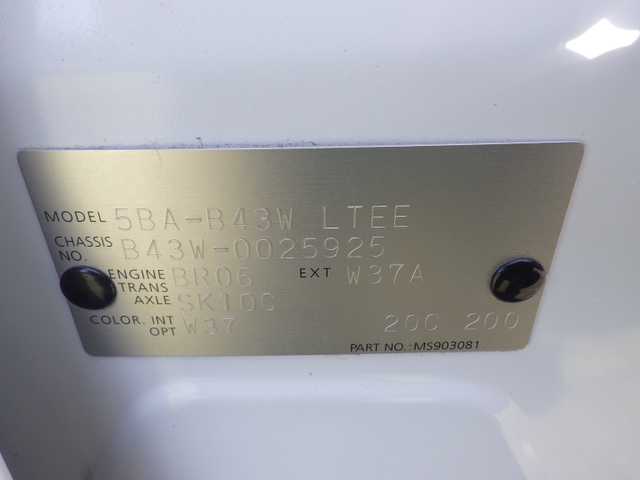 MODEL 5BA-B43W LTEE
CHASSIS NO. B43W-0025925
ENGINE BR06 EXT W37A
TRANS AXLE SK10C
COLOR. INT OPT W37 20C 200
PART NO.:MS903081